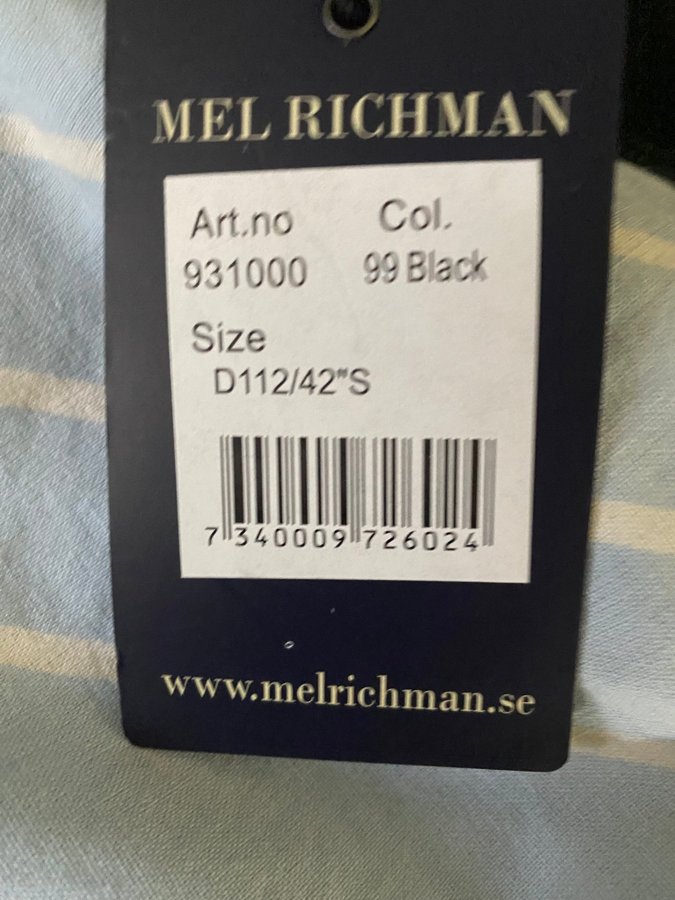 MEL RICHMAN
Art.no Col.
931000 99 Black
Size
D112/42"S
7 340009 726024
www.melrichman.se